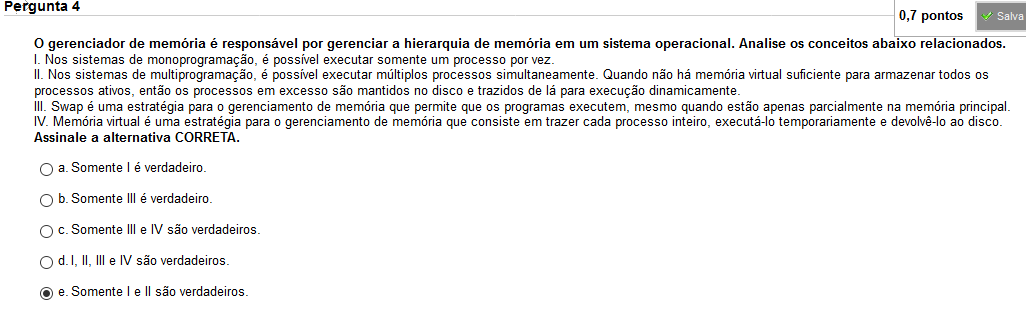 Pergunta 4
0,7 pontos
Salva
O gerenciador de memória é responsável por gerenciar a hierarquia de memória em um sistema operacional. Analise os conceitos abaixo relacionados.
I. Nos sistemas de monoprogramação, é possível executar somente um processo por vez.
II. Nos sistemas de multiprogramação, é possível executar múltiplos processos simultaneamente. Quando não há memória virtual suficiente para armazenar todos os
processos ativos, então os processos em excesso são mantidos no disco e trazidos de lá para execução dinamicamente.
III. Swap é uma estratégia para o gerenciamento de memória que permite que os programas executem, mesmo quando estão apenas parcialmente na memória principal.
IV. Memória virtual é uma estratégia para o gerenciamento de memória que consiste em trazer cada processo inteiro, executá-lo temporariamente e devolvê-lo ao disco.
Assinale a alternativa CORRETA.
a. Somente I é verdadeiro.
b. Somente III é verdadeiro.
c. Somente III e IV são verdadeiros.
d. I, II, III e IV são verdadeiros.
e. Somente I e II são verdadeiros.